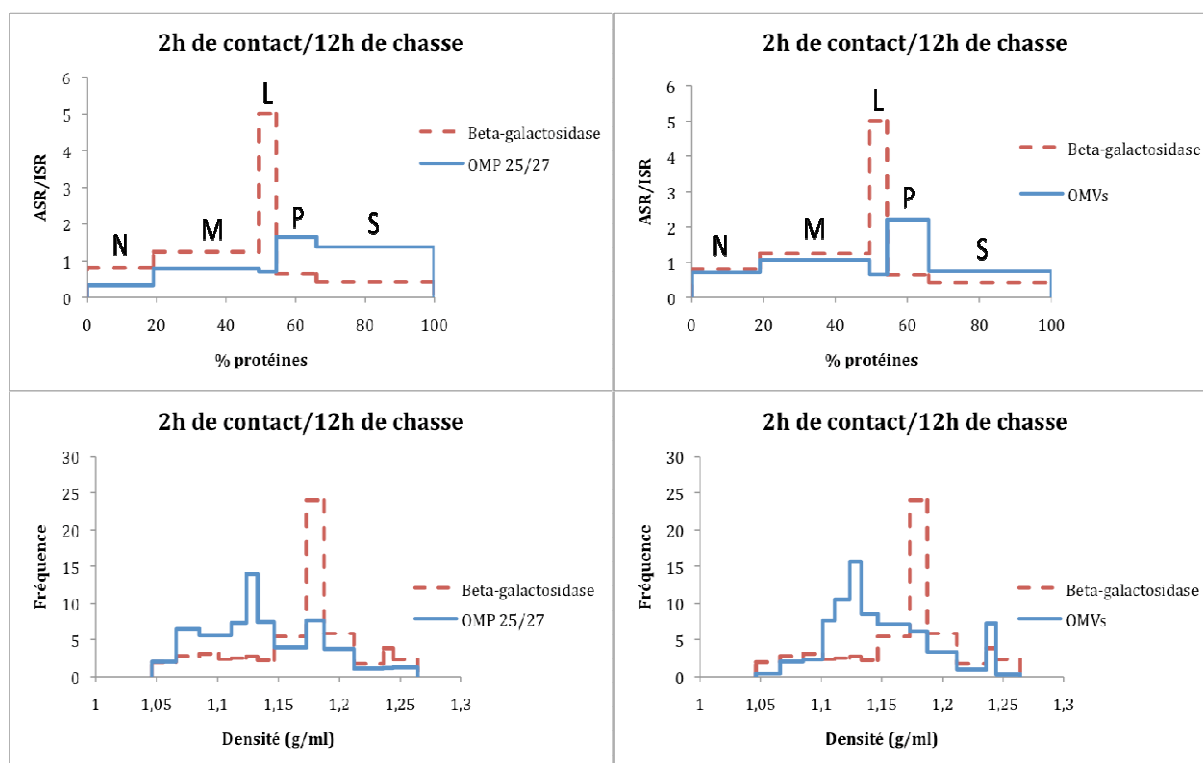 2h de contact/12h de chasse
6
5
4
3
2
1
0
ASR/ISR
N
M
L
P
S
Beta-galactosidase
OMP 25/27
0 20 40 60 80 100
% protéines
2h de contact/12h de chasse
6
5
4
3
2
1
0
ASR/ISR
N
M
L
P
S
Beta-galactosidase
OMVs
0 20 40 60 80 100
% protéines
2h de contact/12h de chasse
30
25
20
15
10
5
0
Fréquence
Beta-galactosidase
OMP 25/27
1 1,05 1,1 1,15 1,2 1,25 1,3
Densité (g/ml)
2h de contact/12h de chasse
30
25
20
15
10
5
0
Fréquence
Beta-galactosidase
OMVs
1 1,05 1,1 1,15 1,2 1,25 1,3
Densité (g/ml)